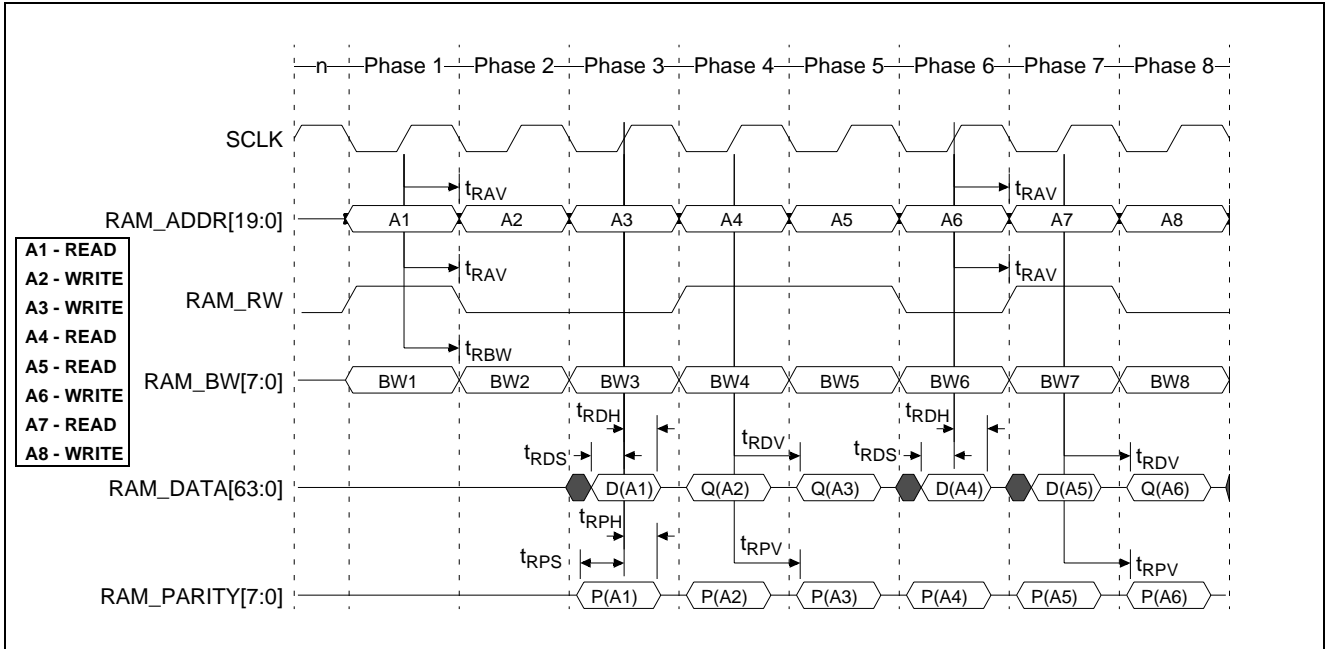 n Phase 1 Phase 2 Phase 3 Phase 4 Phase 5 Phase 6 Phase 7 Phase 8
SCLK
tRAV tRAV
RAM_ADDR[19:0] A1 A2 A3 A4 A5 A6 A7 A8
A1 - READ
A2 - WRITE
A3 - WRITE
A4 - READ
A5 - READ
A6 - WRITE
A7 - READ
A8 - WRITE
tRAV tRAV
RAM_RW
tRBW
RAM_BW[7:0] BW1 BW2 BW3 BW4 BW5 BW6 BW7 BW8
tRDH tRDH
tRDS tRDV tRDS tRDV
RAM_DATA[63:0] D(A1) Q(A2) Q(A3) D(A4) D(A5) Q(A6)
tRPH
tRPS tRPV tRPV
RAM_PARITY[7:0] P(A1) P(A2) P(A3) P(A4) P(A5) P(A6)